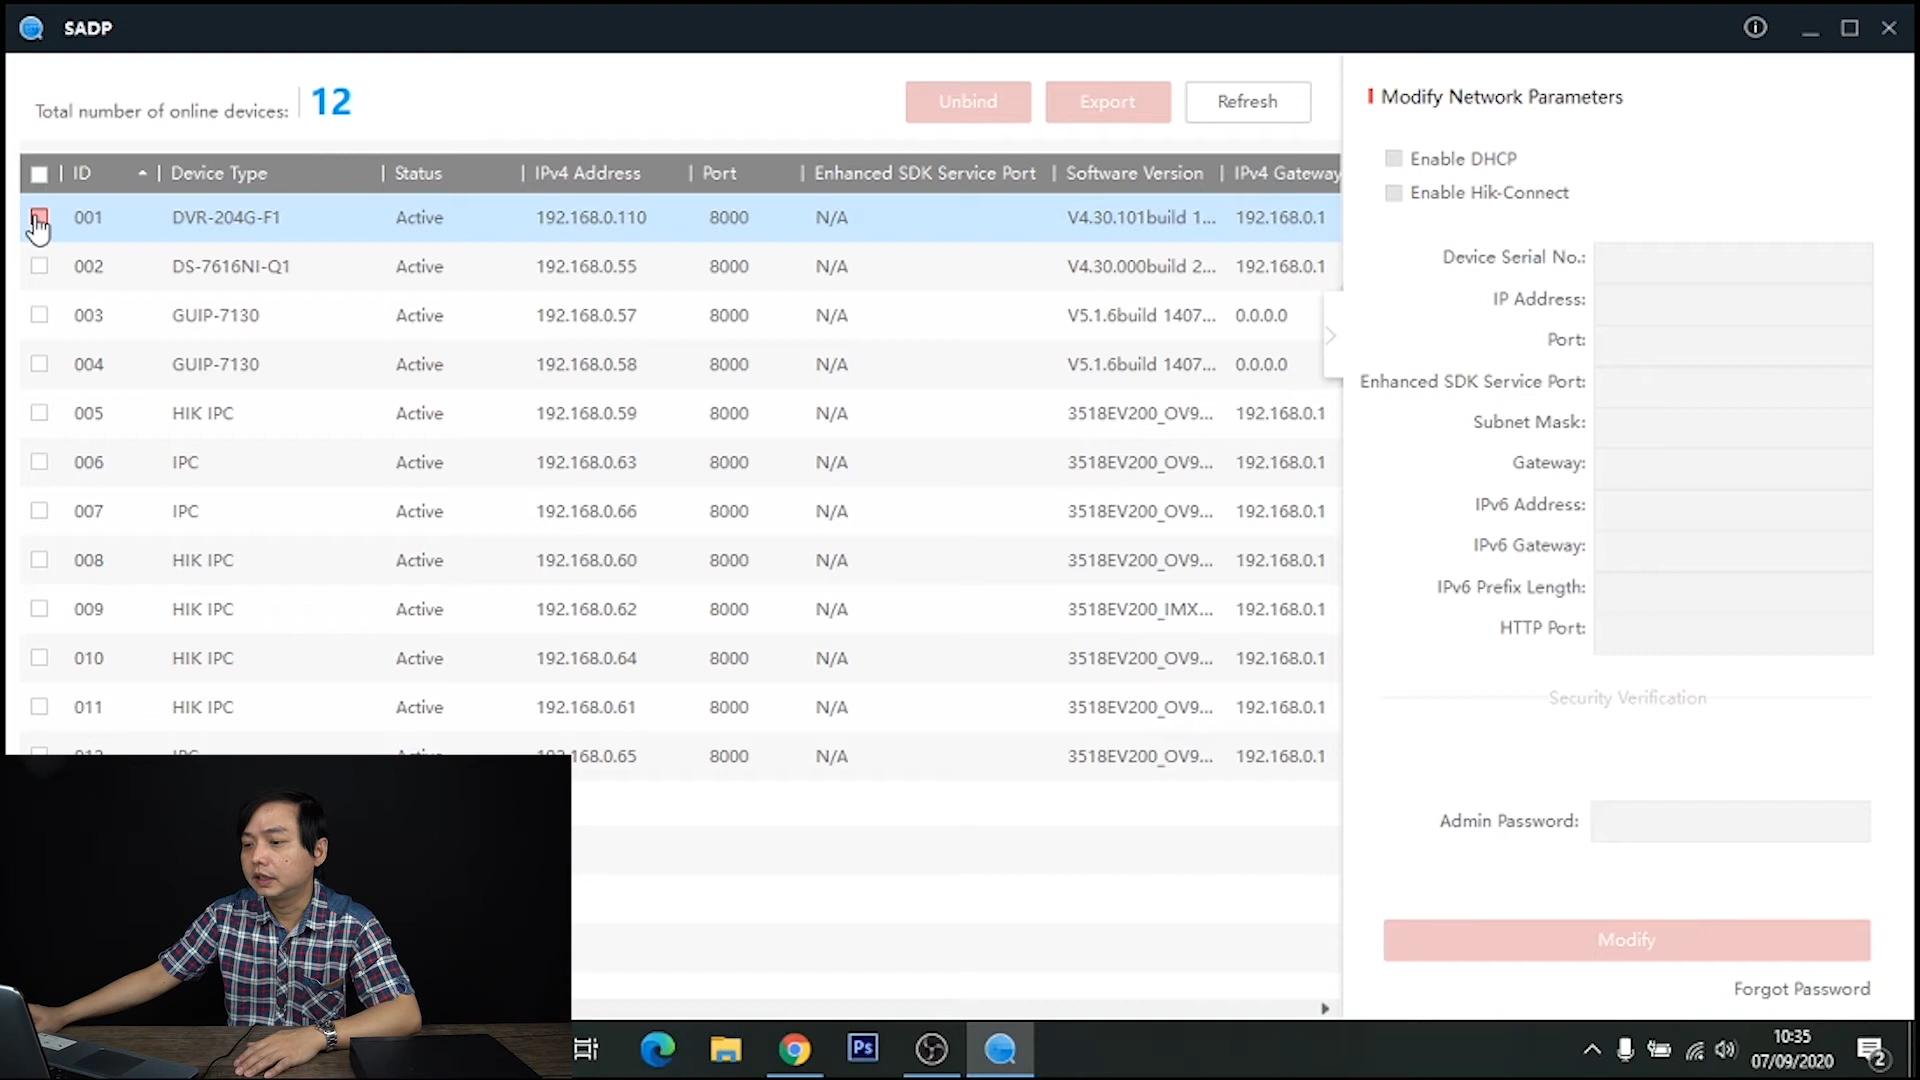 SADP
Total number of online devices: 12
Unbind Export Refresh
ID Device Type Status IPv4 Address Port Enhanced SDK Service Port Software Version IPv4 Gateway
001 DVR-204G-F1 Active 192.168.0.110 8000 N/A V4.30.101build 1... 192.168.0.1
002 DS-7616NI-Q1 Active 192.168.0.55 8000 N/A V4.30.000build 2... 192.168.0.1
003 GUIP-7130 Active 192.168.0.57 8000 N/A V5.1.6build 1407... 0.0.0.0
004 GUIP-7130 Active 192.168.0.58 8000 N/A V5.1.6build 1407... 0.0.0.0
005 HIK IPC Active 192.168.0.59 8000 N/A 3518EV200_OV9... 192.168.0.1
006 IPC Active 192.168.0.63 8000 N/A 3518EV200_OV9... 192.168.0.1
007 IPC Active 192.168.0.66 8000 N/A 3518EV200_OV9... 192.168.0.1
008 HIK IPC Active 192.168.0.60 8000 N/A 3518EV200_OV9... 192.168.0.1
009 HIK IPC Active 192.168.0.62 8000 N/A 3518EV200_IMX... 192.168.0.1
010 HIK IPC Active 192.168.0.64 8000 N/A 3518EV200_OV9... 192.168.0.1
011 HIK IPC Active 192.168.0.61 8000 N/A 3518EV200_OV9... 192.168.0.1
012 IPC Active 192.168.0.65 8000 N/A 3518EV200_OV9... 192.168.0.1
Modify Network Parameters
Enable DHCP
Enable Hik-Connect
Device Serial No.:
IP Address:
Port:
Enhanced SDK Service Port:
Subnet Mask:
Gateway:
IPv6 Address:
IPv6 Gateway:
IPv6 Prefix Length:
HTTP Port:
Security Verification
Admin Password:
Modify
Forgot Password
Ps
10:35
07/09/2020
2